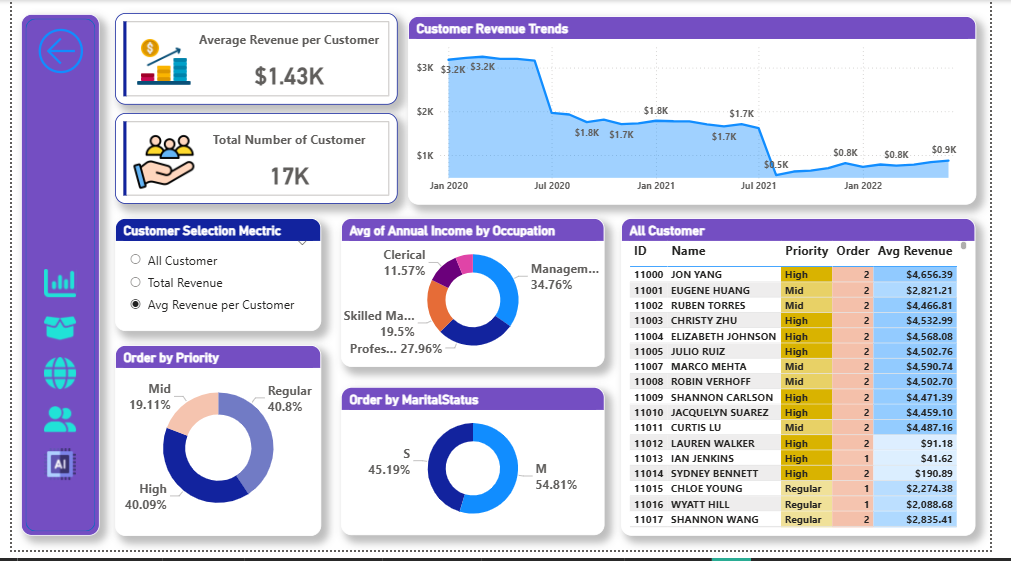 Average Revenue per Customer
$1.43K
Total Number of Customer
17K
Customer Revenue Trends
$3K
$2K
$1K
$3.2K $3.2K
$1.8K $1.7K
$1.8K
$1.7K
$1.7K
$0.5K
$0.8K
$0.8K
$0.9K
Jan 2020 Jul 2020 Jan 2021 Jul 2021 Jan 2022
Customer Selection Mectric
All Customer
Total Revenue
Avg Revenue per Customer
Order by Priority
Mid
19.11%
Regular
40.8%
High
40.09%
Avg of Annual Income by Occupation
Clerical
11.57%
Managem...
34.76%
Skilled Ma...
19.5%
Profes... 27.96%
Order by MaritalStatus
S
45.19%
M
54.81%
All Customer
ID Name Priority Order Avg Revenue
11000 JON YANG High 2 $4,656.39
11001 EUGENE HUANG Mid 2 $2,821.21
11002 RUBEN TORRES Mid 2 $4,466.81
11003 CHRISTY ZHU High 2 $4,532.99
11004 ELIZABETH JOHNSON High 2 $4,568.08
11005 JULIO RUIZ High 2 $4,502.76
11007 MARCO MEHTA Mid 2 $4,590.74
11008 ROBIN VERHOFF Mid 2 $4,502.70
11009 SHANNON CARLSON High 2 $4,471.39
11010 JACQUELYN SUAREZ High 2 $4,459.10
11011 CURTIS LU Mid 2 $4,487.16
11012 LAUREN WALKER High 2 $91.18
11013 IAN JENKINS High 1 $41.62
11014 SYDNEY BENNETT High 2 $190.89
11015 CHLOE YOUNG Regular 1 $2,274.38
11016 WYATT HILL Regular 1 $2,088.68
11017 SHANNON WANG Regular 2 $2,835.41
AI